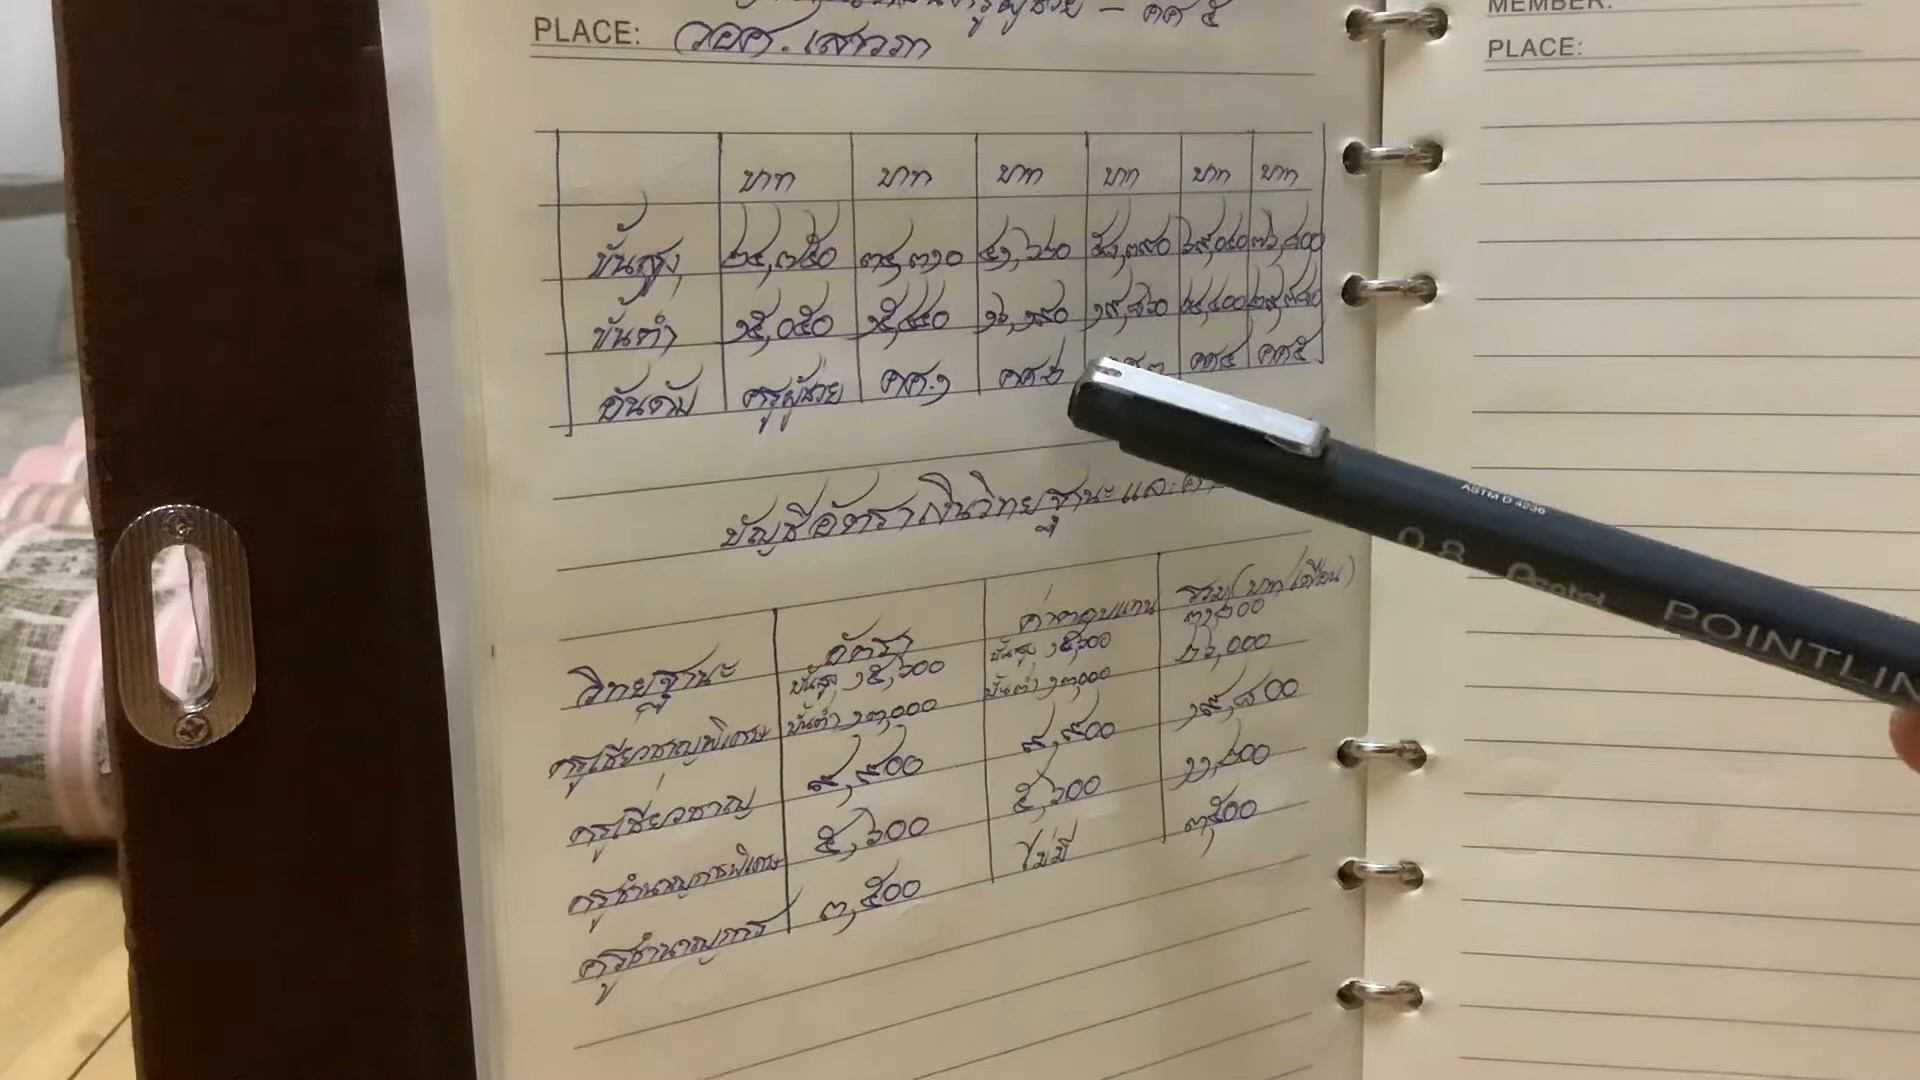 ครูผู้ช่วย – คศ ๕
PLACE: วอศ. เสาวภา
บาท บาท บาท บาท บาท บาท
ขั้นสูง ๒๔,๗๕๐ ๓๔,๓๑๐ ๔๑,๖๒๐ ๕๘,๓๙๐ ๖๙,๐๔๐ ๗๖,๘๐๐
ขั้นต่ำ ๑๕,๐๕๐ ๑๕,๔๔๐ ๑๖,๑๙๐ ๑๙,๘๖๐ ๒๔,๔๐๐ ๒๙,๙๘๐
อันดับ ครูผู้ช่วย คศ.๑ คศ.๒ คศ๔ คศ๕
บัญชีอัตราเงินวิทยฐานะ และ
วิทยฐานะ อัตรา ค่าตอบแทน รวม(บาท/เดือน)
ครูเชี่ยวชาญพิเศษ ขั้นสูง ๑๕,๖๐๐ ขั้นสูง ๑๕,๖๐๐ ๓๑,๒๐๐
ขั้นต่ำ ๑๓,๐๐๐ ขั้นต่ำ ๑๓,๐๐๐ ๒๖,๐๐๐
ครูเชี่ยวชาญ ๙,๙๐๐ ๙,๙๐๐ ๑๙,๘๐๐
ครูชำนาญการพิเศษ ๕,๖๐๐ ๕,๖๐๐ ๑๑,๒๐๐
ครูชำนาญการ ๓,๕๐๐ ไม่มี ๓,๕๐๐
MEMBER:
PLACE:
ASTM D 4236
0.8 Pentel POINTLIN